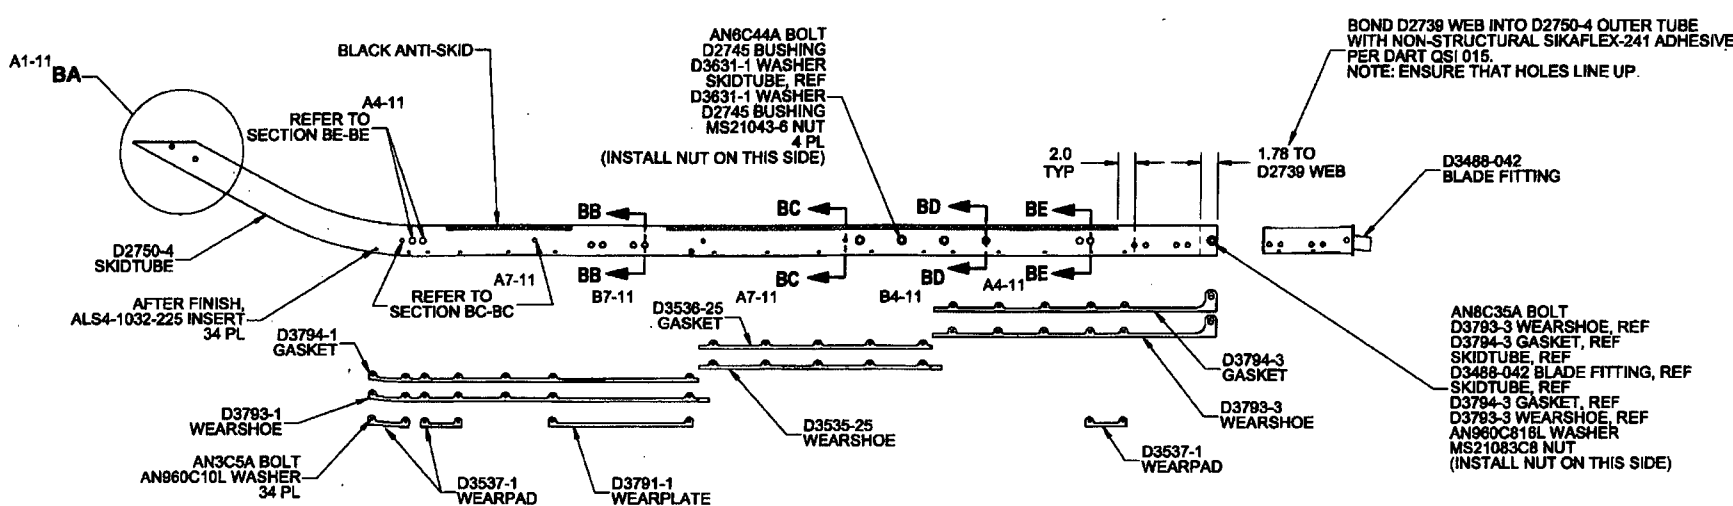 A1-11
BA
BLACK ANTI-SKID
A4-11
REFER TO
SECTION BE-BE
AN6C44A BOLT
D2745 BUSHING
D3631-1 WASHER
SKIDTUBE, REF
D3631-1 WASHER
D2745 BUSHING
MS21043-6 NUT
4 PL
(INSTALL NUT ON THIS SIDE)
BOND D2739 WEB INTO D2750-4 OUTER TUBE
WITH NON-STRUCTURAL SIKAFLEX-241 ADHESIVE
PER DART QSI 015.
NOTE: ENSURE THAT HOLES LINE UP.
2.0
TYP
1.78 TO
D2739 WEB
D3488-042
BLADE FITTING
BB
BC
BD
BE
D2750-4
SKIDTUBE
BB
BC
BD
BE
A7-11
B7-11
A7-11
B4-11
A4-11
REFER TO
SECTION BC-BC
AFTER FINISH,
ALS4-1032-225 INSERT
34 PL
D3794-1
GASKET
D3536-25
GASKET
D3794-3
GASKET
D3793-1
WEARSHOE
D3535-25
WEARSHOE
D3793-3
WEARSHOE
AN3C5A BOLT
AN960C10L WASHER
34 PL
D3537-1
WEARPAD
D3791-1
WEARPLATE
D3537-1
WEARPAD
AN8C35A BOLT
D3793-3 WEARSHOE, REF
D3794-3 GASKET, REF
SKIDTUBE, REF
D3488-042 BLADE FITTING, REF
SKIDTUBE, REF
D3794-3 GASKET, REF
D3793-3 WEARSHOE, REF
AN960C816L WASHER
MS21083C8 NUT
(INSTALL NUT ON THIS SIDE)